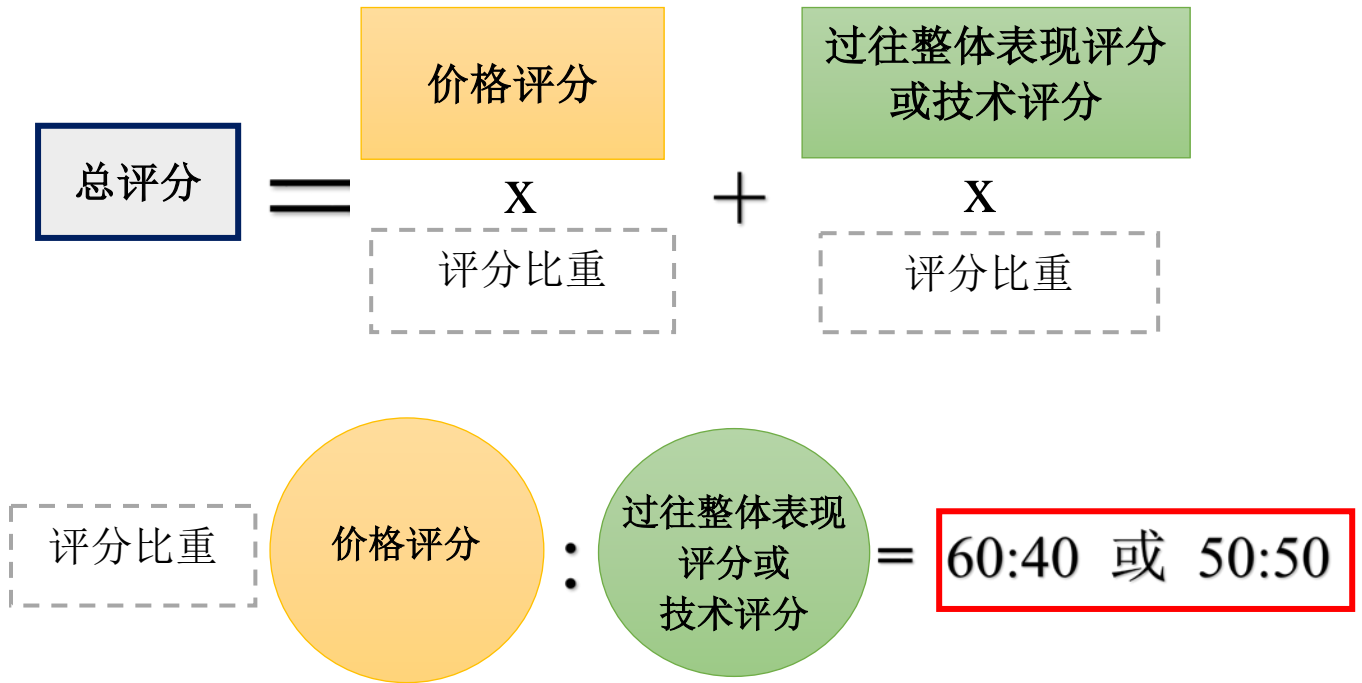 总评分
=
价格评分
X
评分比重
+
过往整体表现评分
或技术评分
X
评分比重
评分比重
价格评分
:
过往整体表现
评分或
技术评分
=
60:40 或 50:50